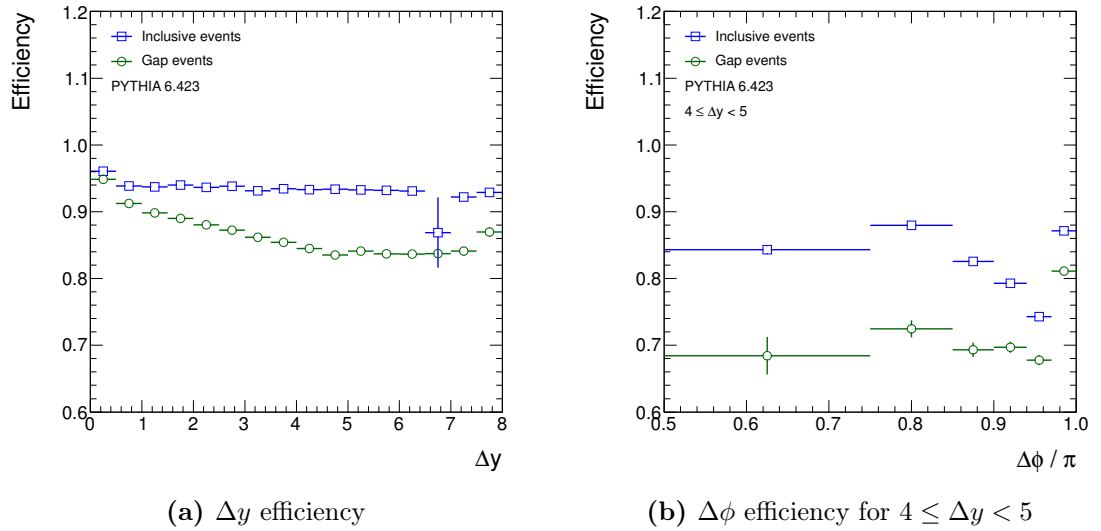 Efficiency
1.2
1.1
1.0
0.9
0.8
0.7
0.6
Inclusive events
Gap events
PYTHIA 6.423
0 1 2 3 4 5 6 7 8
Δy
(a) Δy efficiency
Efficiency
1.2
1.1
1.0
0.9
0.8
0.7
0.6
Inclusive events
Gap events
PYTHIA 6.423
4 ≤ Δy < 5
0.5 0.6 0.7 0.8 0.9 1.0
Δϕ / π
(b) Δϕ efficiency for 4 ≤ Δy < 5